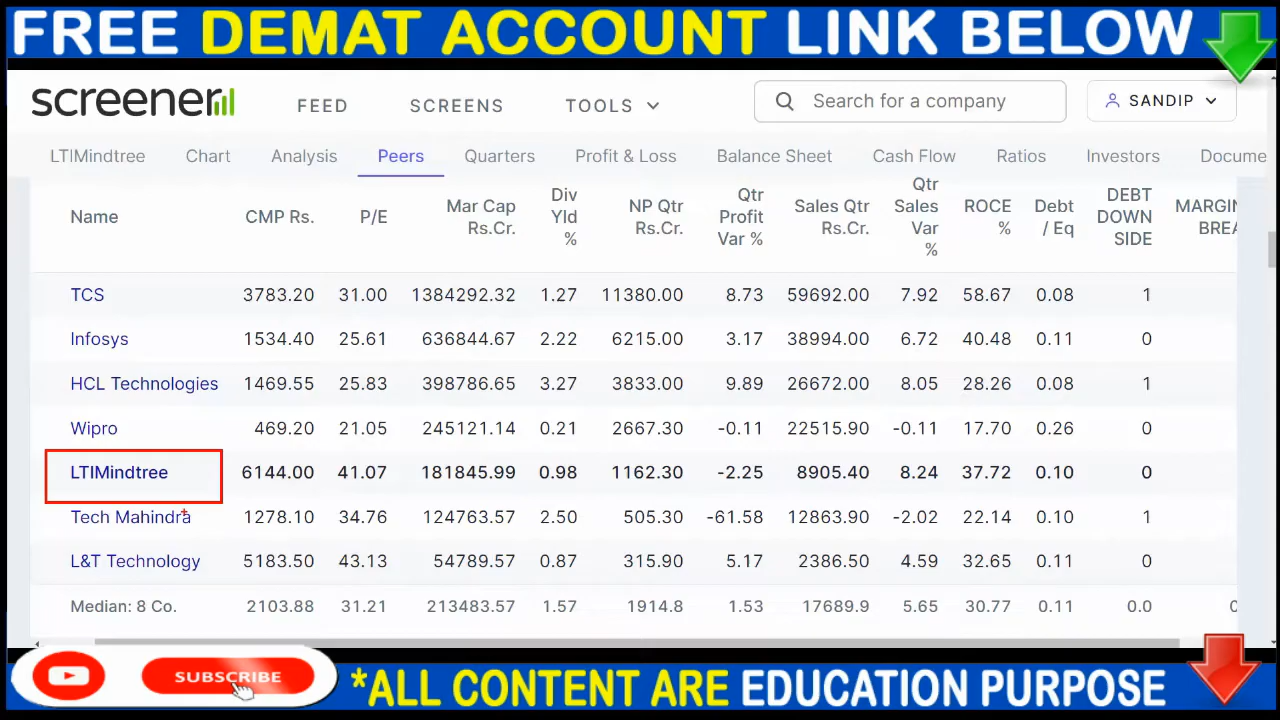 FREE DEMAT ACCOUNT LINK BELOW
screener FEED SCREENS TOOLS Search for a company SANDIP
LTIMindtree Chart Analysis Peers Quarters Profit & Loss Balance Sheet Cash Flow Ratios Investors Docume
Name CMP Rs. P/E Mar Cap Rs.Cr. Div Yld % NP Qtr Rs.Cr. Qtr Profit Var % Sales Qtr Rs.Cr. Qtr Sales Var % ROCE % Debt / Eq DEBT DOWN SIDE MARGIN BREA
TCS 3783.20 31.00 1384292.32 1.27 11380.00 8.73 59692.00 7.92 58.67 0.08 1
Infosys 1534.40 25.61 636844.67 2.22 6215.00 3.17 38994.00 6.72 40.48 0.11 0
HCL Technologies 1469.55 25.83 398786.65 3.27 3833.00 9.89 26672.00 8.05 28.26 0.08 1
Wipro 469.20 21.05 245121.14 0.21 2667.30 -0.11 22515.90 -0.11 17.70 0.26 0
LTIMindtree 6144.00 41.07 181845.99 0.98 1162.30 -2.25 8905.40 8.24 37.72 0.10 0
Tech Mahindra 1278.10 34.76 124763.57 2.50 505.30 -61.58 12863.90 -2.02 22.14 0.10 1
L&T Technology 5183.50 43.13 54789.57 0.87 315.90 5.17 2386.50 4.59 32.65 0.11 0
Median: 8 Co. 2103.88 31.21 213483.57 1.57 1914.8 1.53 17689.9 5.65 30.77 0.11 0.0 0
SUBSCRIBE
*ALL CONTENT ARE EDUCATION PURPOSE